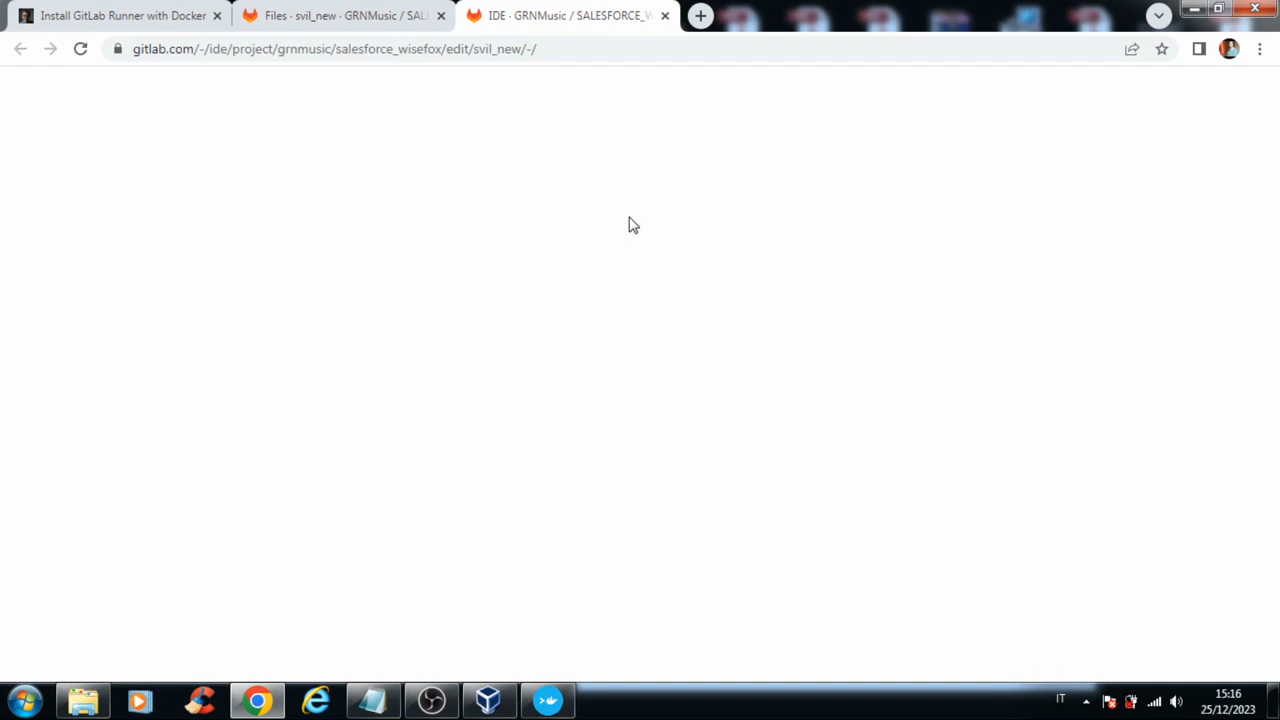 Install GitLab Runner with Docker
Files · svil_new · GRNMusic / SAL
IDE · GRNMusic / SALESFORCE_W
gitlab.com/-/ide/project/grnmusic/salesforce_wisefox/edit/svil_new/-/
IT
15:16
25/12/2023